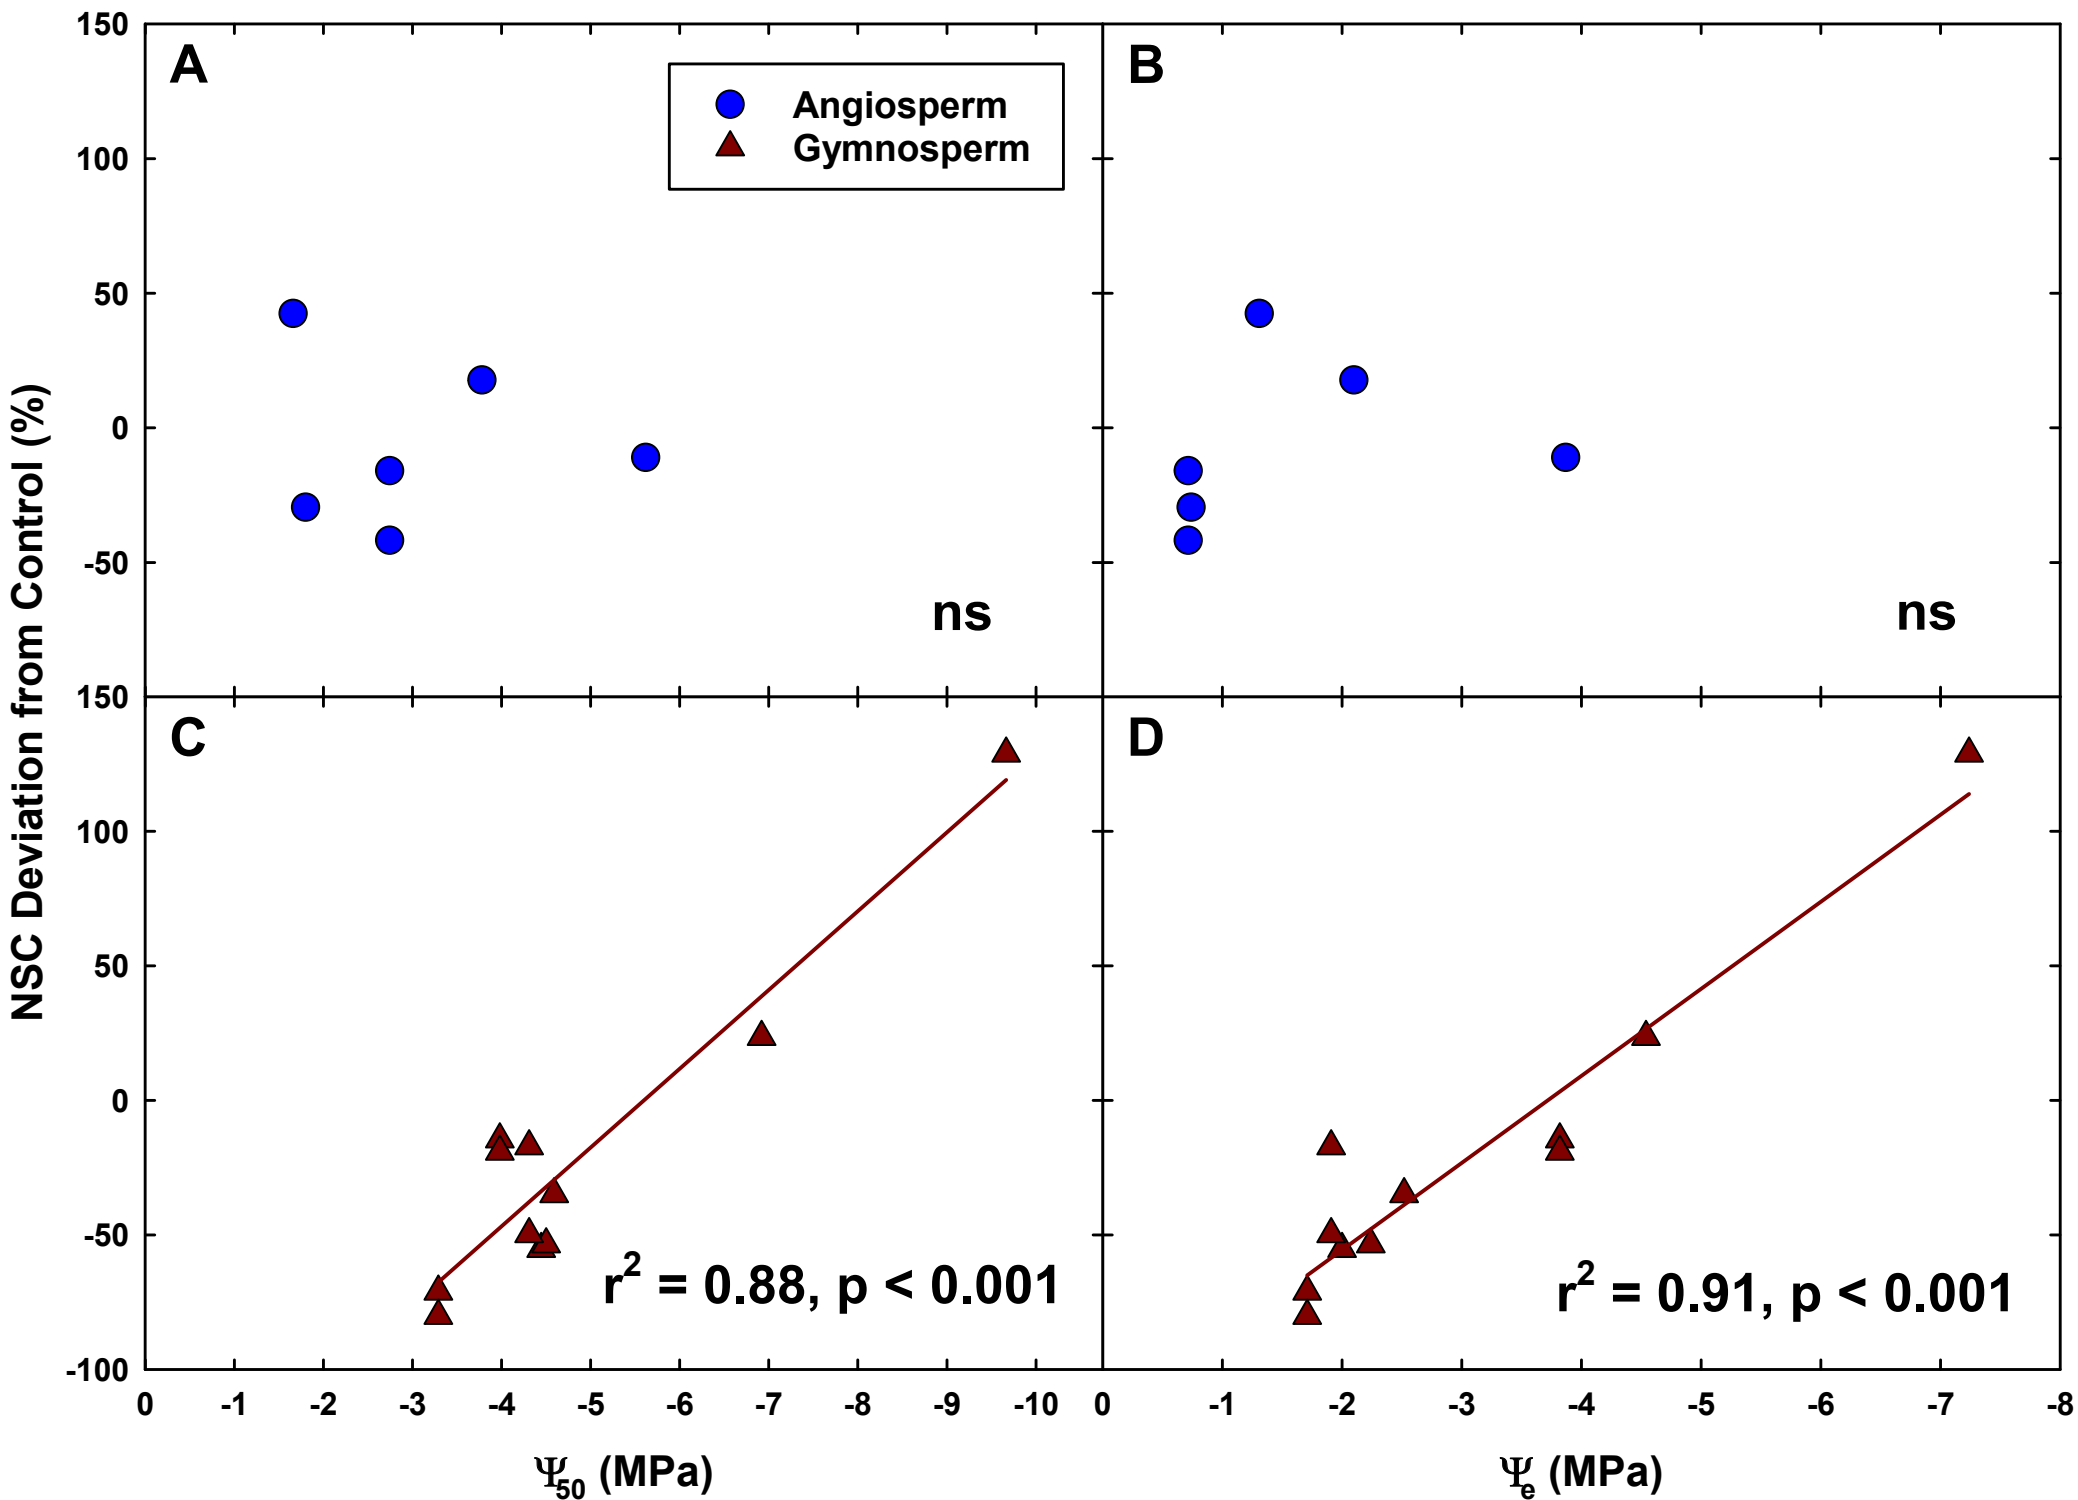 NSC Deviation from Control (%)
A
B
Angiosperm
Gymnosperm
150
100
50
0
-50
ns
ns
C
D
150
100
50
0
-50
-100
r² = 0.88, p < 0.001
r² = 0.91, p < 0.001
0 -1 -2 -3 -4 -5 -6 -7 -8 -9 -10
0 -1 -2 -3 -4 -5 -6 -7 -8
Ψ50 (MPa)
Ψe (MPa)